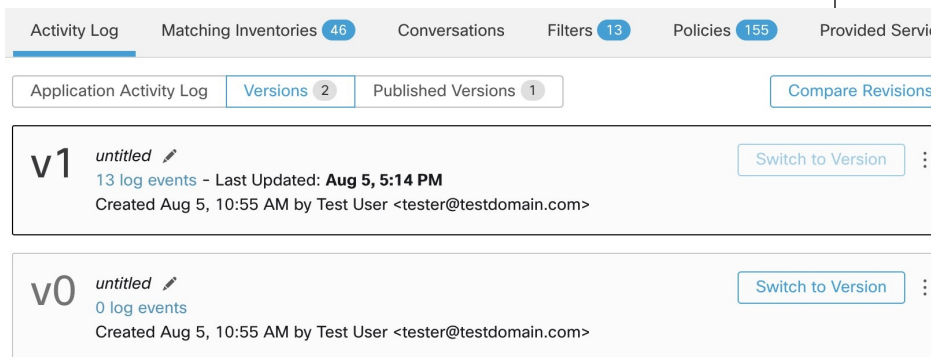 Activity Log Matching Inventories 46 Conversations Filters 13 Policies 155 Provided Servi
Application Activity Log Versions 2 Published Versions 1 Compare Revisions
v1 untitled Switch to Version
13 log events - Last Updated: Aug 5, 5:14 PM
Created Aug 5, 10:55 AM by Test User <tester@testdomain.com>
v0 untitled Switch to Version
0 log events
Created Aug 5, 10:55 AM by Test User <tester@testdomain.com>